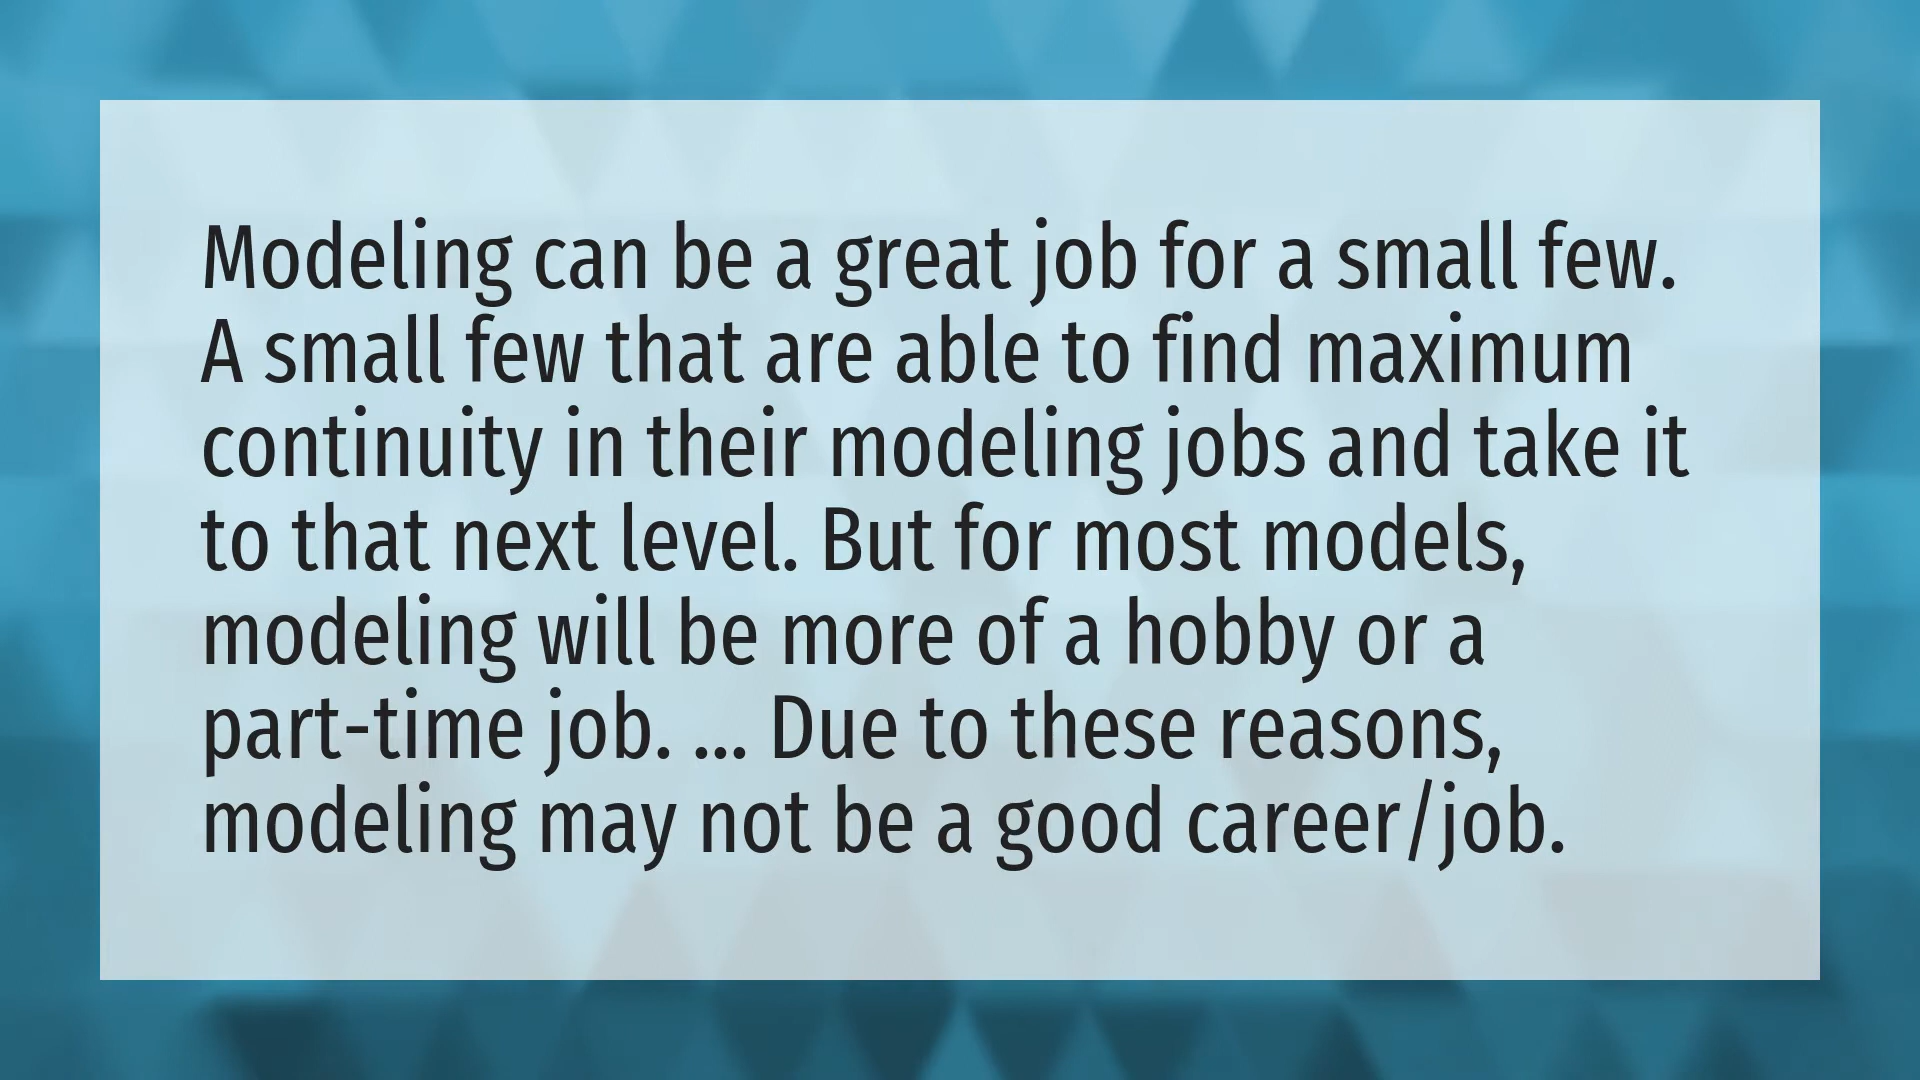 Modeling can be a great job for a small few.
A small few that are able to find maximum
continuity in their modeling jobs and take it
to that next level. But for most models,
modeling will be more of a hobby or a
part-time job. ... Due to these reasons,
modeling may not be a good career/job.